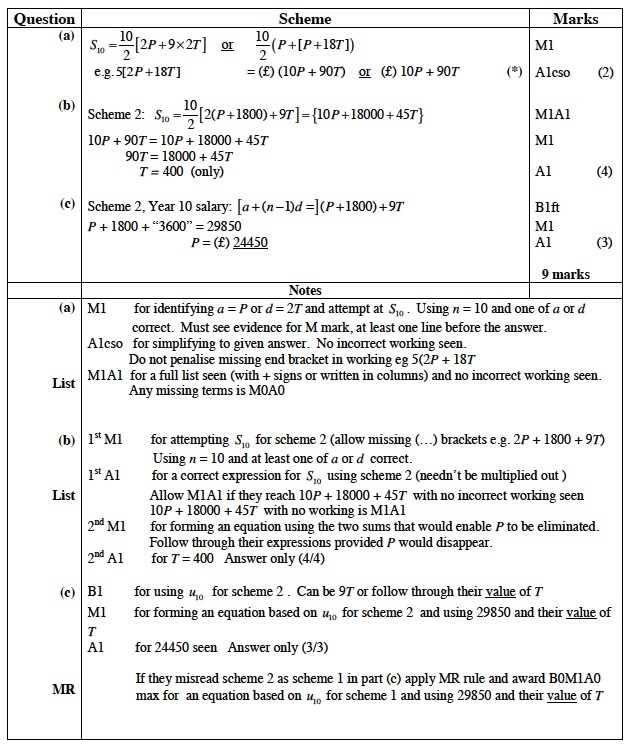 Question Scheme Marks
(a) S₁₀ = 10/2 [2P + 9 × 2T] or 10/2 (P + [P + 18T]) M1
e.g. 5[2P + 18T] = (£) (10P + 90T) or (£) 10P + 90T (*) A1cso (2)
(b) Scheme 2: S₁₀ = 10/2 [2(P + 1800) + 9T] = {10P + 18000 + 45T} M1A1
10P + 90T = 10P + 18000 + 45T M1
90T = 18000 + 45T
T = 400 (only) A1 (4)
(c) Scheme 2, Year 10 salary: [a + (n − 1)d =](P + 1800) + 9T B1ft
P + 1800 + “3600” = 29850 M1
P = (£) 24450 A1 (3)
9 marks
Notes
(a) M1 for identifying a = P or d = 2T and attempt at S₁₀. Using n = 10 and one of a or d
correct. Must see evidence for M mark, at least one line before the answer.
A1cso for simplifying to given answer. No incorrect working seen.
Do not penalise missing end bracket in working eg 5(2P + 18T
List M1A1 for a full list seen (with + signs or written in columns) and no incorrect working seen.
Any missing terms is M0A0
(b) 1st M1 for attempting S₁₀ for scheme 2 (allow missing (…) brackets e.g. 2P + 1800 + 9T)
Using n = 10 and at least one of a or d correct.
1st A1 for a correct expression for S₁₀ using scheme 2 (needn’t be multiplied out )
List Allow M1A1 if they reach 10P + 18000 + 45T with no incorrect working seen
10P + 18000 + 45T with no working is M1A1
2nd M1 for forming an equation using the two sums that would enable P to be eliminated.
Follow through their expressions provided P would disappear.
2nd A1 for T = 400 Answer only (4/4)
(c) B1 for using u₁₀ for scheme 2 . Can be 9T or follow through their value of T
M1 for forming an equation based on u₁₀ for scheme 2 and using 29850 and their value of
T
A1 for 24450 seen Answer only (3/3)
MR If they misread scheme 2 as scheme 1 in part (c) apply MR rule and award B0M1A0
max for an equation based on u₁₀ for scheme 1 and using 29850 and their value of T